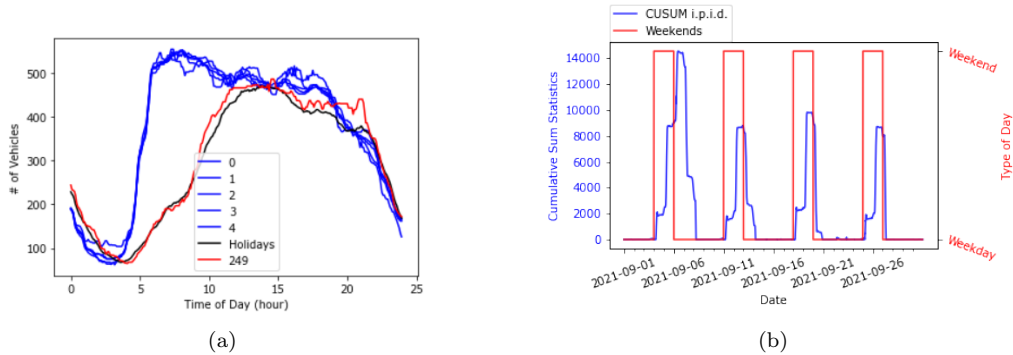 # of Vehicles
500
400
300
200
100
0
1
2
3
4
Holidays
249
0
5
10
15
20
25
Time of Day (hour)
(a)
CUSUM i.p.i.d.
Weekends
Cumulative Sum Statistics
14000
12000
10000
8000
6000
4000
2000
0
Weekend
Type of Day
Weekday
2021-09-01
2021-09-06
2021-09-11
2021-09-16
2021-09-21
2021-09-26
Date
(b)